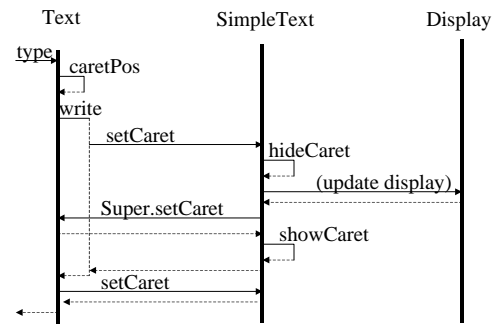 Text
SimpleText
Display
type
caretPos
write
setCaret
hideCaret
(update display)
Super.setCaret
showCaret
setCaret